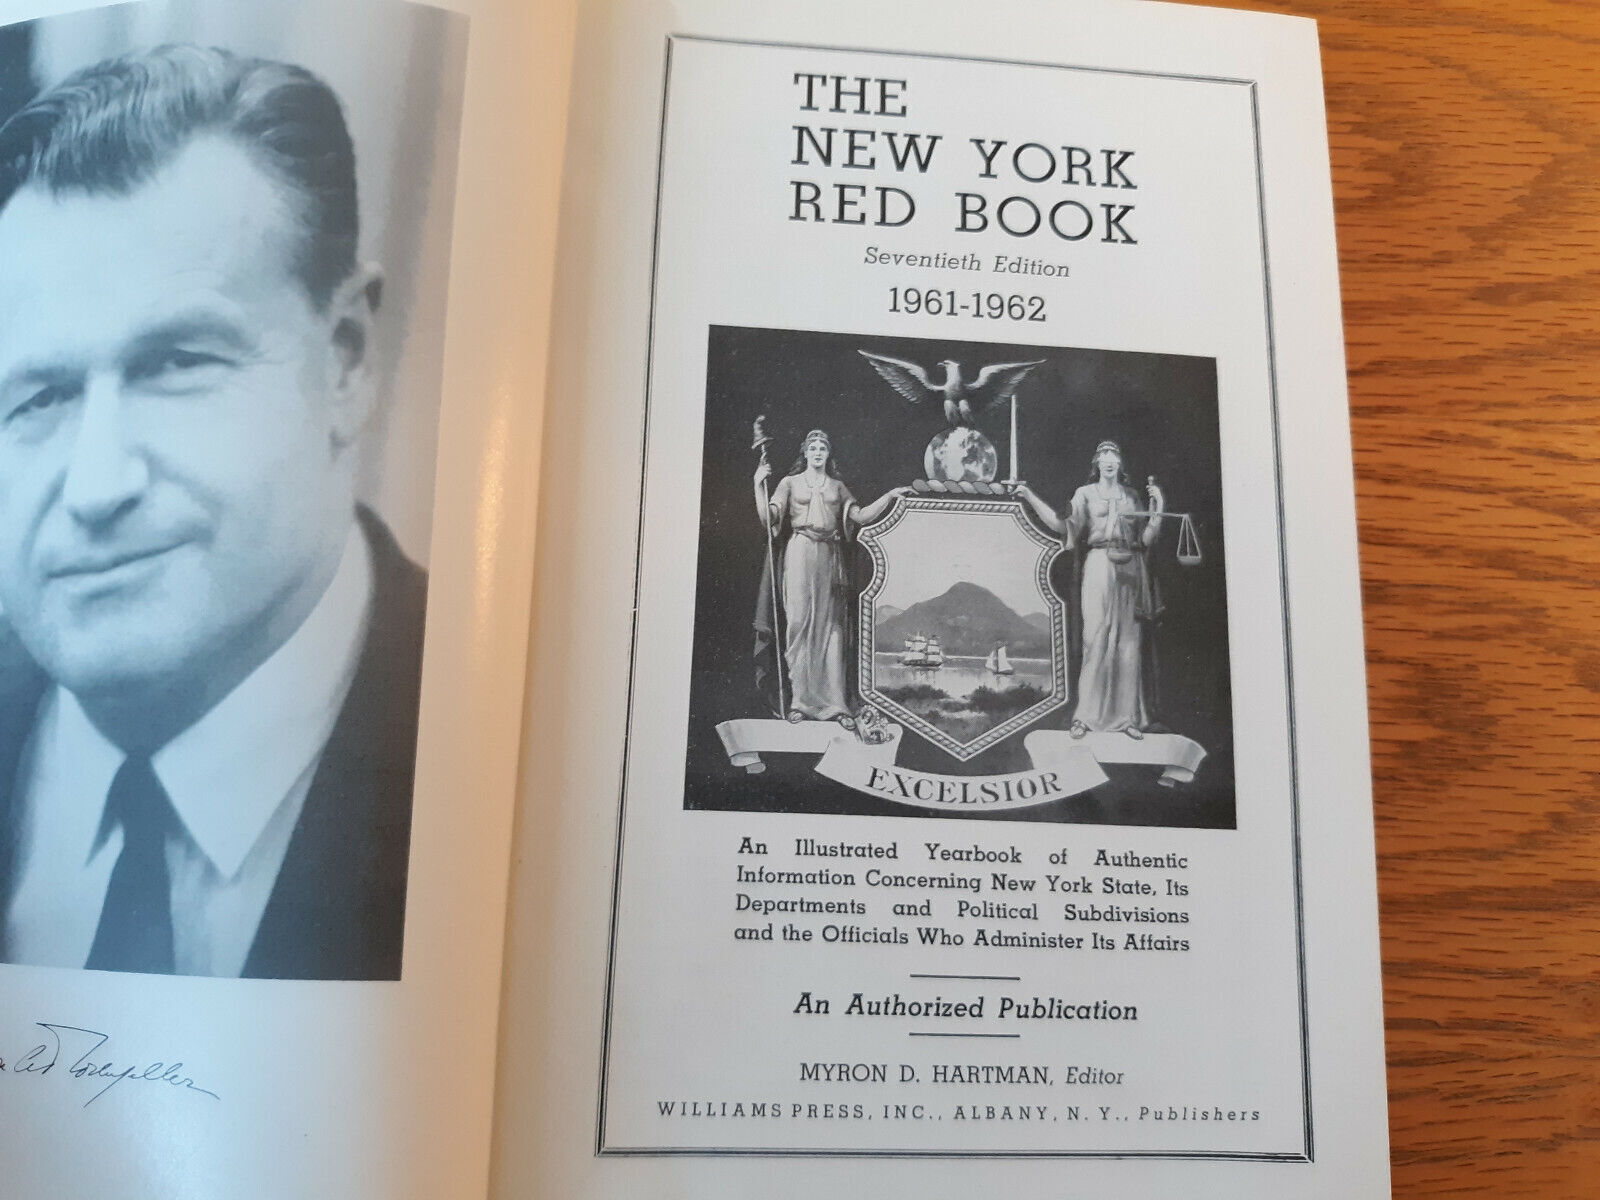 THE
NEW YORK
RED BOOK
Seventieth Edition
1961-1962
EXCELSIOR
An Illustrated Yearbook of Authentic
Information Concerning New York State, Its
Departments and Political Subdivisions
and the Officials Who Administer Its Affairs
An Authorized Publication
MYRON D. HARTMAN, Editor
WILLIAMS PRESS, INC., ALBANY, N. Y., Publishers